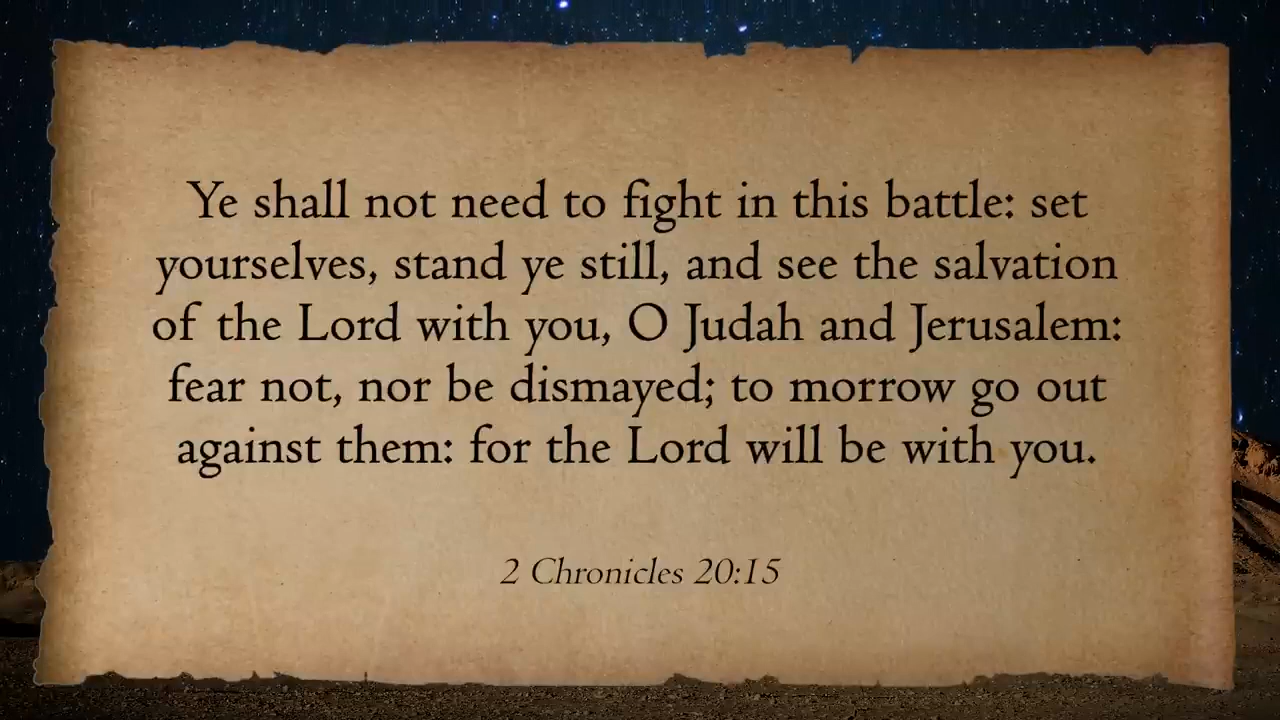 Ye shall not need to fight in this battle: set
yourselves, stand ye still, and see the salvation
of the Lord with you, O Judah and Jerusalem:
fear not, nor be dismayed; to morrow go out
against them: for the Lord will be with you.
2 Chronicles 20:15